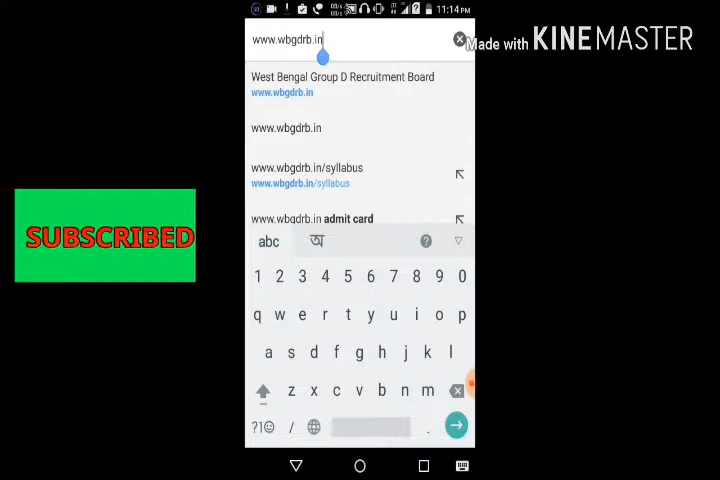 11:14PM
www.wbgdrb.in
Made with KINEMASTER
West Bengal Group D Recruitment Board
www.wbgdrb.in
www.wbgdrb.in
www.wbgdrb.in/syllabus
www.wbgdrb.in/syllabus
www.wbgdrb.in admit card
SUBSCRIBED
abc অ
1 2 3 4 5 6 7 8 9 0
q w e r t y u i o p
a s d f g h j k l
z x c v b n m
?1☺ / .